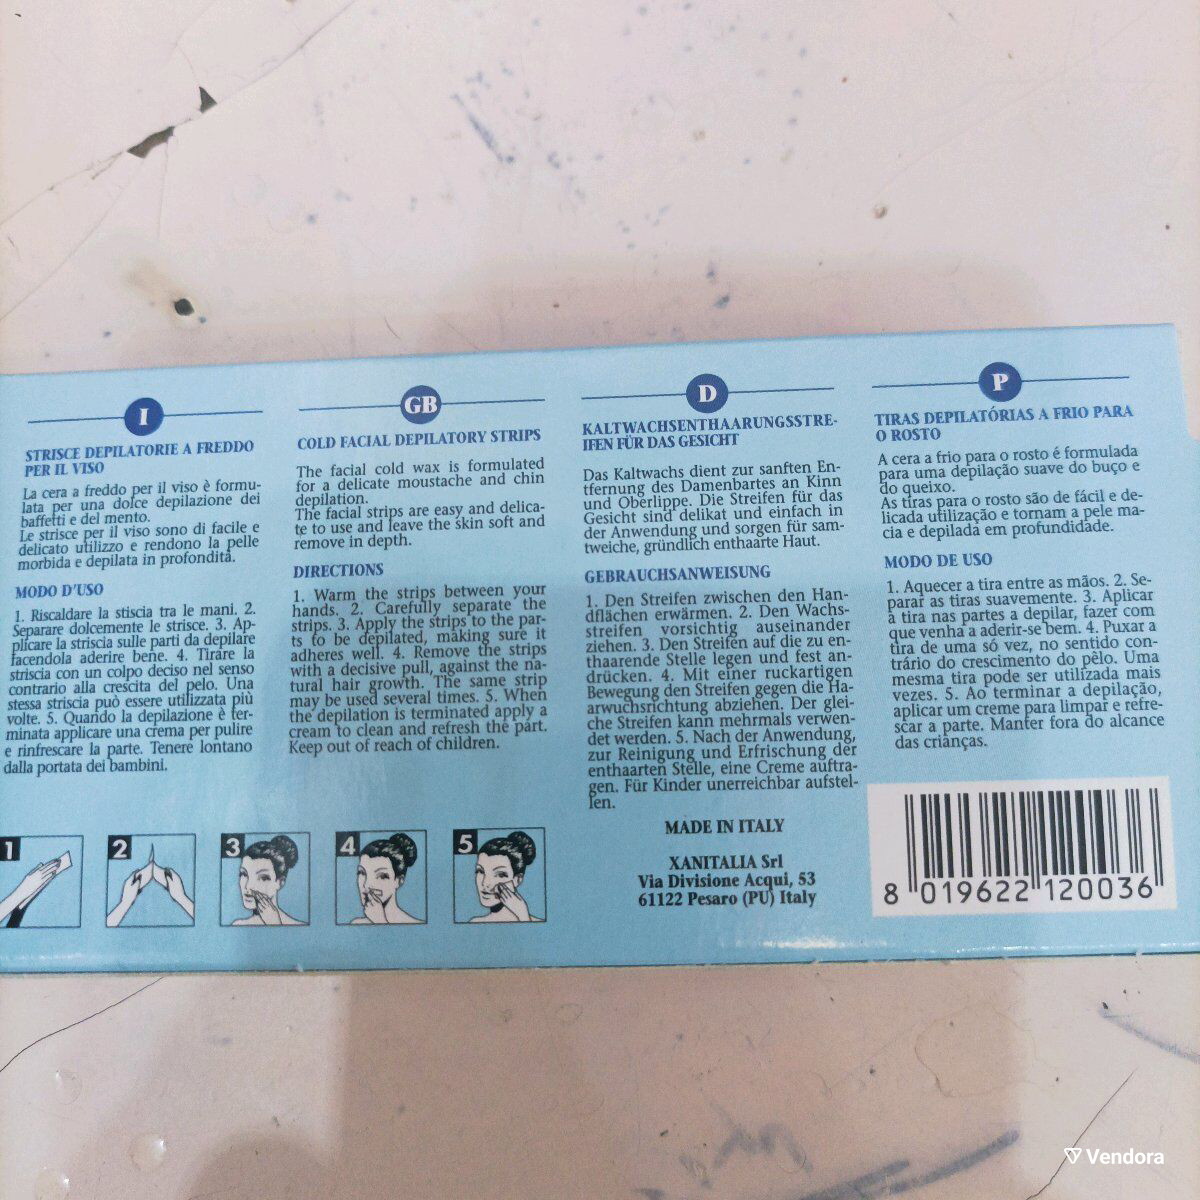 I
STRISCE DEPILATORIE A FREDDO
PER IL VISO
La cera a freddo per il viso è formu-
lata per una dolce depilazione dei
baffetti e del mento.
Le strisce per il viso sono di facile e
delicato utilizzo e rendono la pelle
morbida e depilata in profondità.
MODO D'USO
1. Riscaldare la stiscia tra le mani. 2.
Separare dolcemente le strisce. 3. Ap-
plicare la striscia sulle parti da depilare
facendola aderire bene. 4. Tirare la
striscia con un colpo deciso nel senso
contrario alla crescita del pelo. Una
stessa striscia può essere utilizzata più
volte. 5. Quando la depilazione è ter-
minata applicare una crema per pulire
e rinfrescare la parte. Tenere lontano
dalla portata dei bambini.
GB
COLD FACIAL DEPILATORY STRIPS
The facial cold wax is formulated
for a delicate moustache and chin
depilation.
The facial strips are easy and delica-
te to use and leave the skin soft and
remove in depth.
DIRECTIONS
1. Warm the strips between your
hands. 2. Carefully separate the
strips. 3. Apply the strips to the par-
ts to be depilated, making sure it
adheres well. 4. Remove the strips
with a decisive pull, against the na-
tural hair growth. The same strip
may be used several times. 5. When
the depilation is terminated apply a
cream to clean and refresh the part.
Keep out of reach of children.
D
KALTWACHSENTHAARUNGSSTRE-
IFEN FÜR DAS GESICHT
Das Kaltwachs dient zur sanften En-
tfernung des Damenbartes an Kinn
und Oberlippe. Die Streifen für das
Gesicht sind delikat und einfach in
der Anwendung und sorgen für sam-
tweiche, gründlich enthaarte Haut.
GEBRAUCHSANWEISUNG
1. Den Streifen zwischen den Han-
dflächen erwärmen. 2. Den Wachs-
streifen vorsichtig auseinander
ziehen. 3. Den Streifen auf die zu en-
thaarende Stelle legen und fest an-
drücken. 4. Mit einer ruckartigen
Bewegung den Streifen gegen die Ha-
arwuchsrichtung abziehen. Der glei-
che Streifen kann mehrmals verwen-
det werden. 5. Nach der Anwendung,
zur Reinigung und Erfrischung der
enthaarten Stelle, eine Creme auftra-
gen. Für Kinder unerreichbar aufstel-
len.
MADE IN ITALY
XANITALIA Srl
Via Divisione Acqui, 53
61122 Pesaro (PU) Italy
P
TIRAS DEPILATÓRIAS A FRIO PARA
O ROSTO
A cera a frio para o rosto é formulada
para uma depilação suave do buço e
do queixo.
As tiras para o rosto são de fácil e de-
licada utilização e tornam a pele ma-
cia e depilada em profundidade.
MODO DE USO
1. Aquecer a tira entre as mãos. 2. Se-
parar as tiras suavemente. 3. Aplicar
a tira nas partes a depilar, fazer com
que venha a aderir-se bem. 4. Puxar a
tira de uma só vez, no sentido con-
trário do crescimento do pêlo. Uma
mesma tira pode ser utilizada mais
vezes. 5. Ao terminar a depilação,
aplicar um creme para limpar e refre-
scar a parte. Manter fora do alcance
das crianças.
8 019622 120036
1 2 3 4 5
Vendora